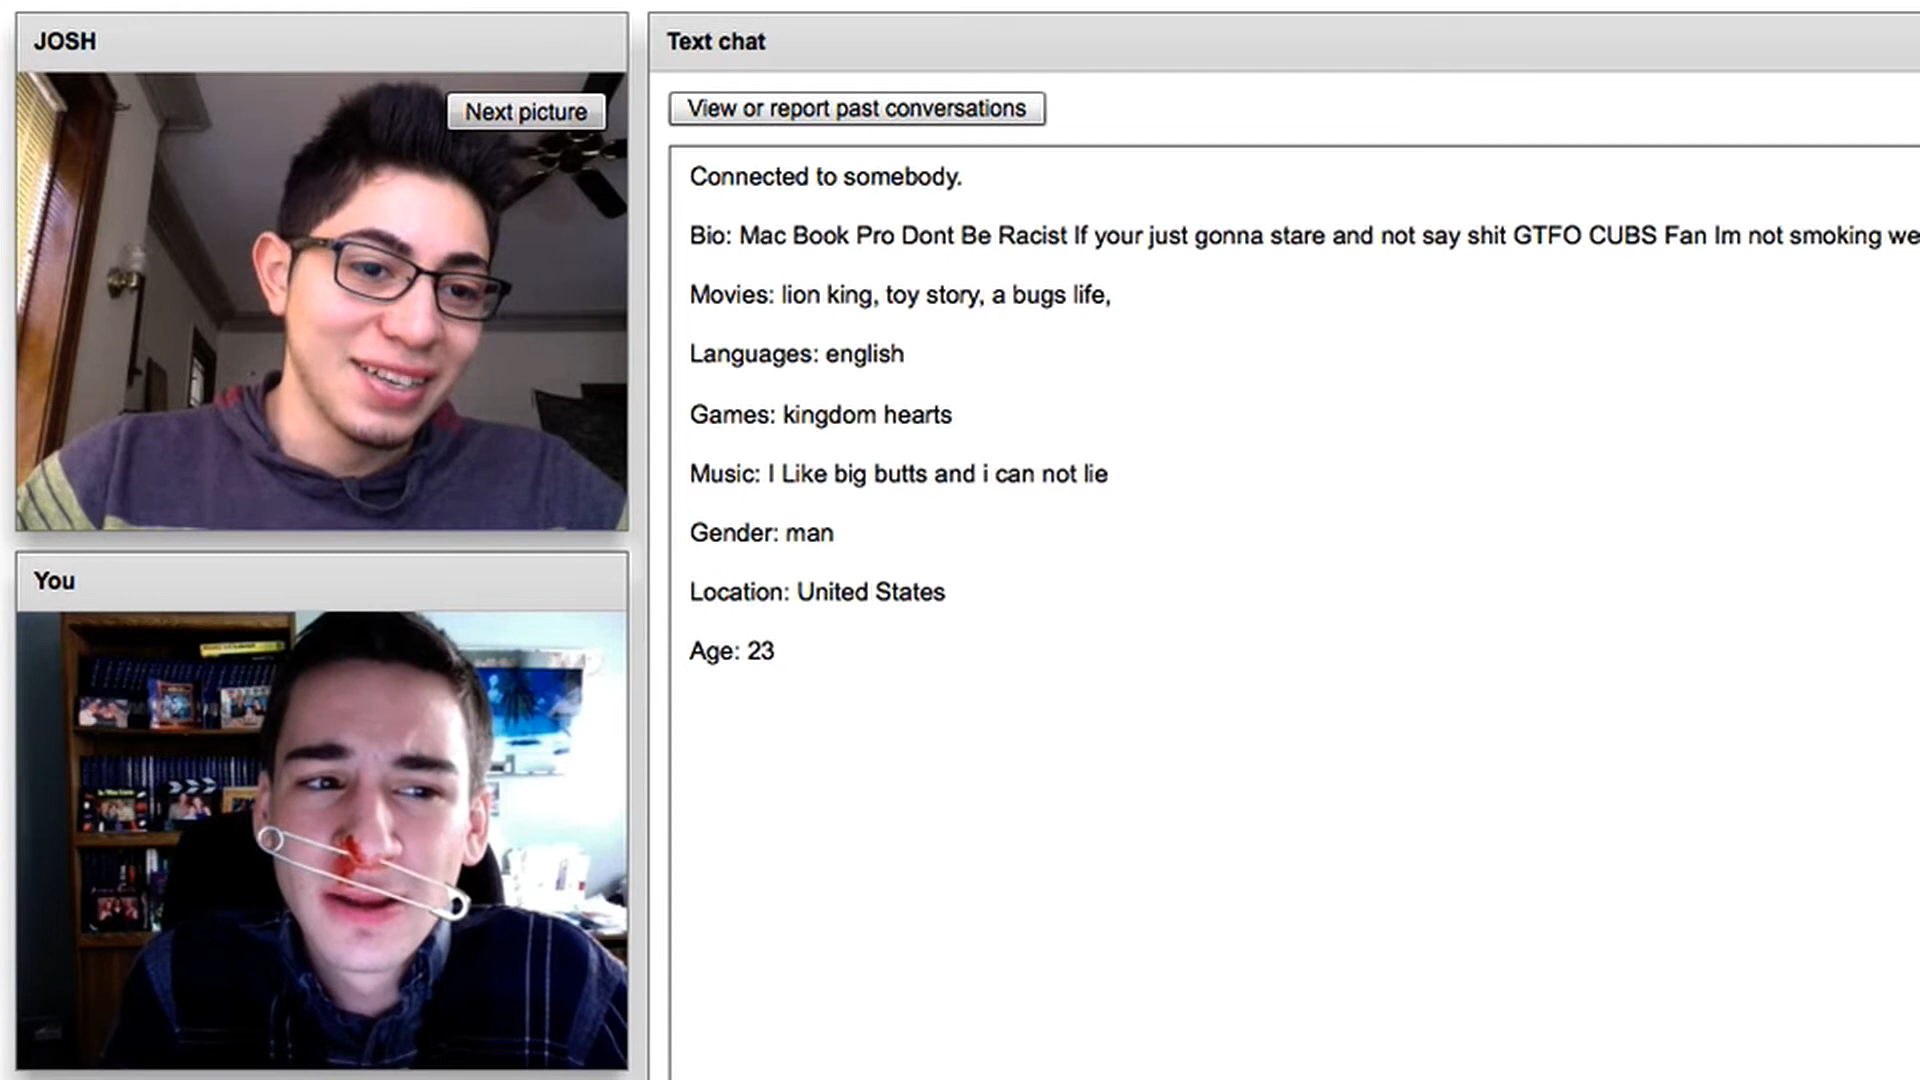 JOSH
Next picture
You
Text chat
View or report past conversations
Connected to somebody.
Bio: Mac Book Pro Dont Be Racist If your just gonna stare and not say shit GTFO CUBS Fan Im not smoking we
Movies: lion king, toy story, a bugs life,
Languages: english
Games: kingdom hearts
Music: I Like big butts and i can not lie
Gender: man
Location: United States
Age: 23